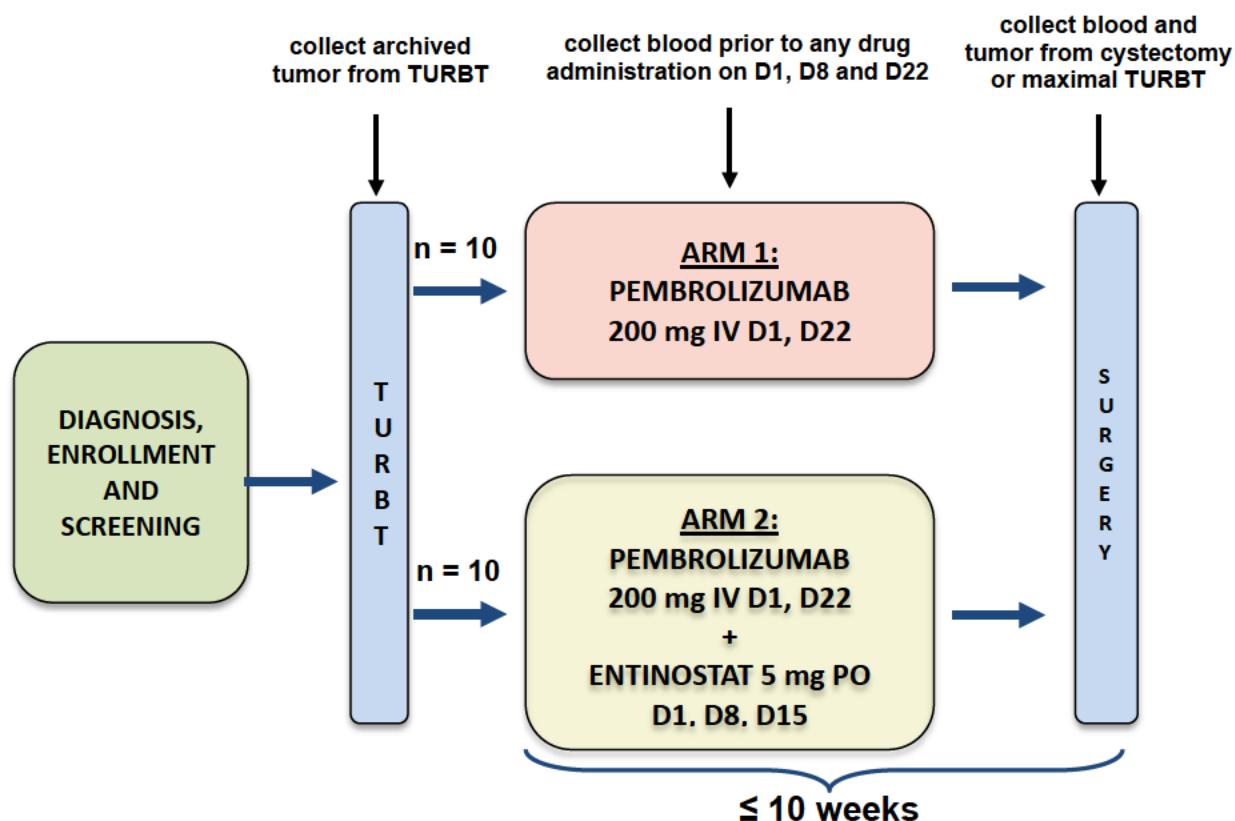 collect archived
tumor from TURBT
collect blood prior to any drug
administration on D1, D8 and D22
collect blood and
tumor from cystectomy
or maximal TURBT
DIAGNOSIS,
ENROLLMENT
AND
SCREENING
T
U
R
B
T
n = 10
ARM 1:
PEMBROLIZUMAB
200 mg IV D1, D22
n = 10
ARM 2:
PEMBROLIZUMAB
200 mg IV D1, D22
+
ENTINOSTAT 5 mg PO
D1, D8, D15
S
U
R
G
E
R
Y
≤ 10 weeks